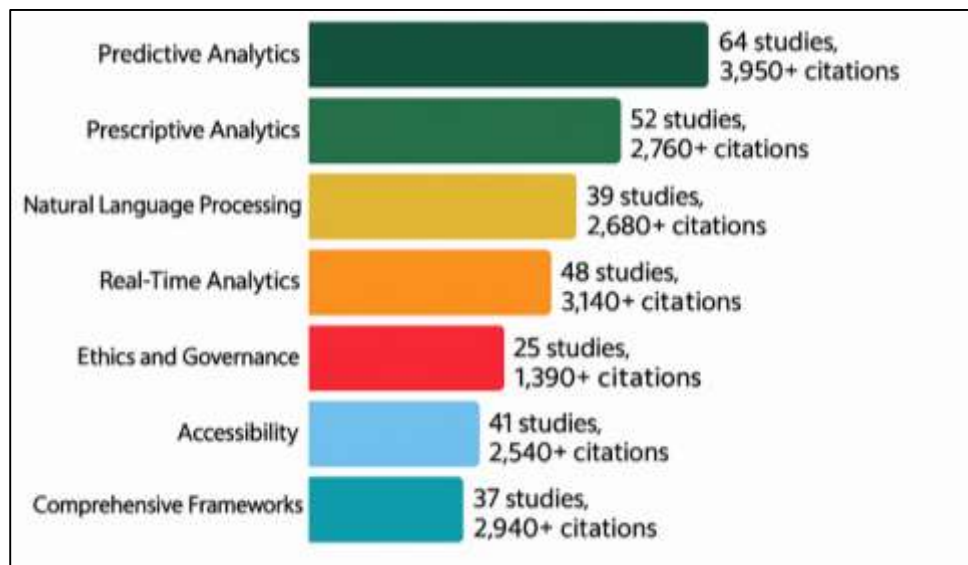 Predictive Analytics
64 studies,
3,950+ citations
Prescriptive Analytics
52 studies,
2,760+ citations
Natural Language Processing
39 studies,
2,680+ citations
Real-Time Analytics
48 studies,
3,140+ citations
Ethics and Governance
25 studies,
1,390+ citations
Accessibility
41 studies,
2,540+ citations
Comprehensive Frameworks
37 studies,
2,940+ citations